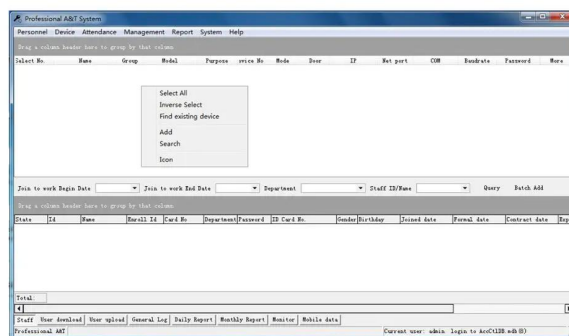 Professional A&T System
Personnel Device Attendance Management Report System Help
Drag a column header here to group by that column
Select No. Name Group Model Purpose evice No Mode Door IP Net port COM Baudrate Password More
Select All
Inverse Select
Find existing device
Add
Search
Icon
Join to work Begin Date Join to work End Date Department Staff ID/Name Query Batch Add
Drag a column header here to group by that column
State Id Name Enroll Id Card No Department Password ID Card No. Gender Birthday Joined date Formal date Contract date Exp
Total:
Staff User download User upload General Log Daily Report Monthly Report Monitor Mobile data
Professional A&T Current user: admin login to AccCtlDB.mdb